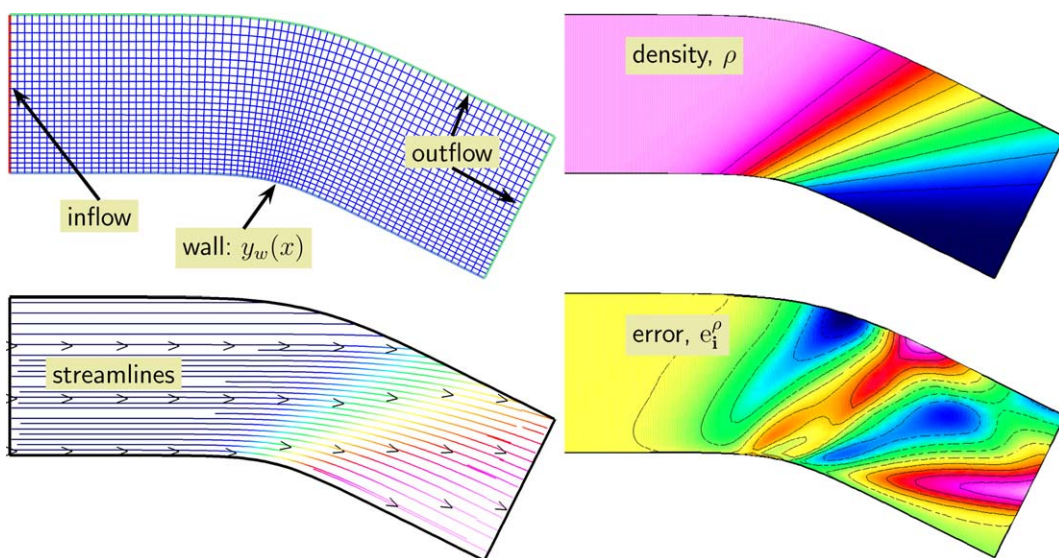 density, ρ
outflow
inflow
wall: y_w(x)
streamlines
error, e_i^ρ